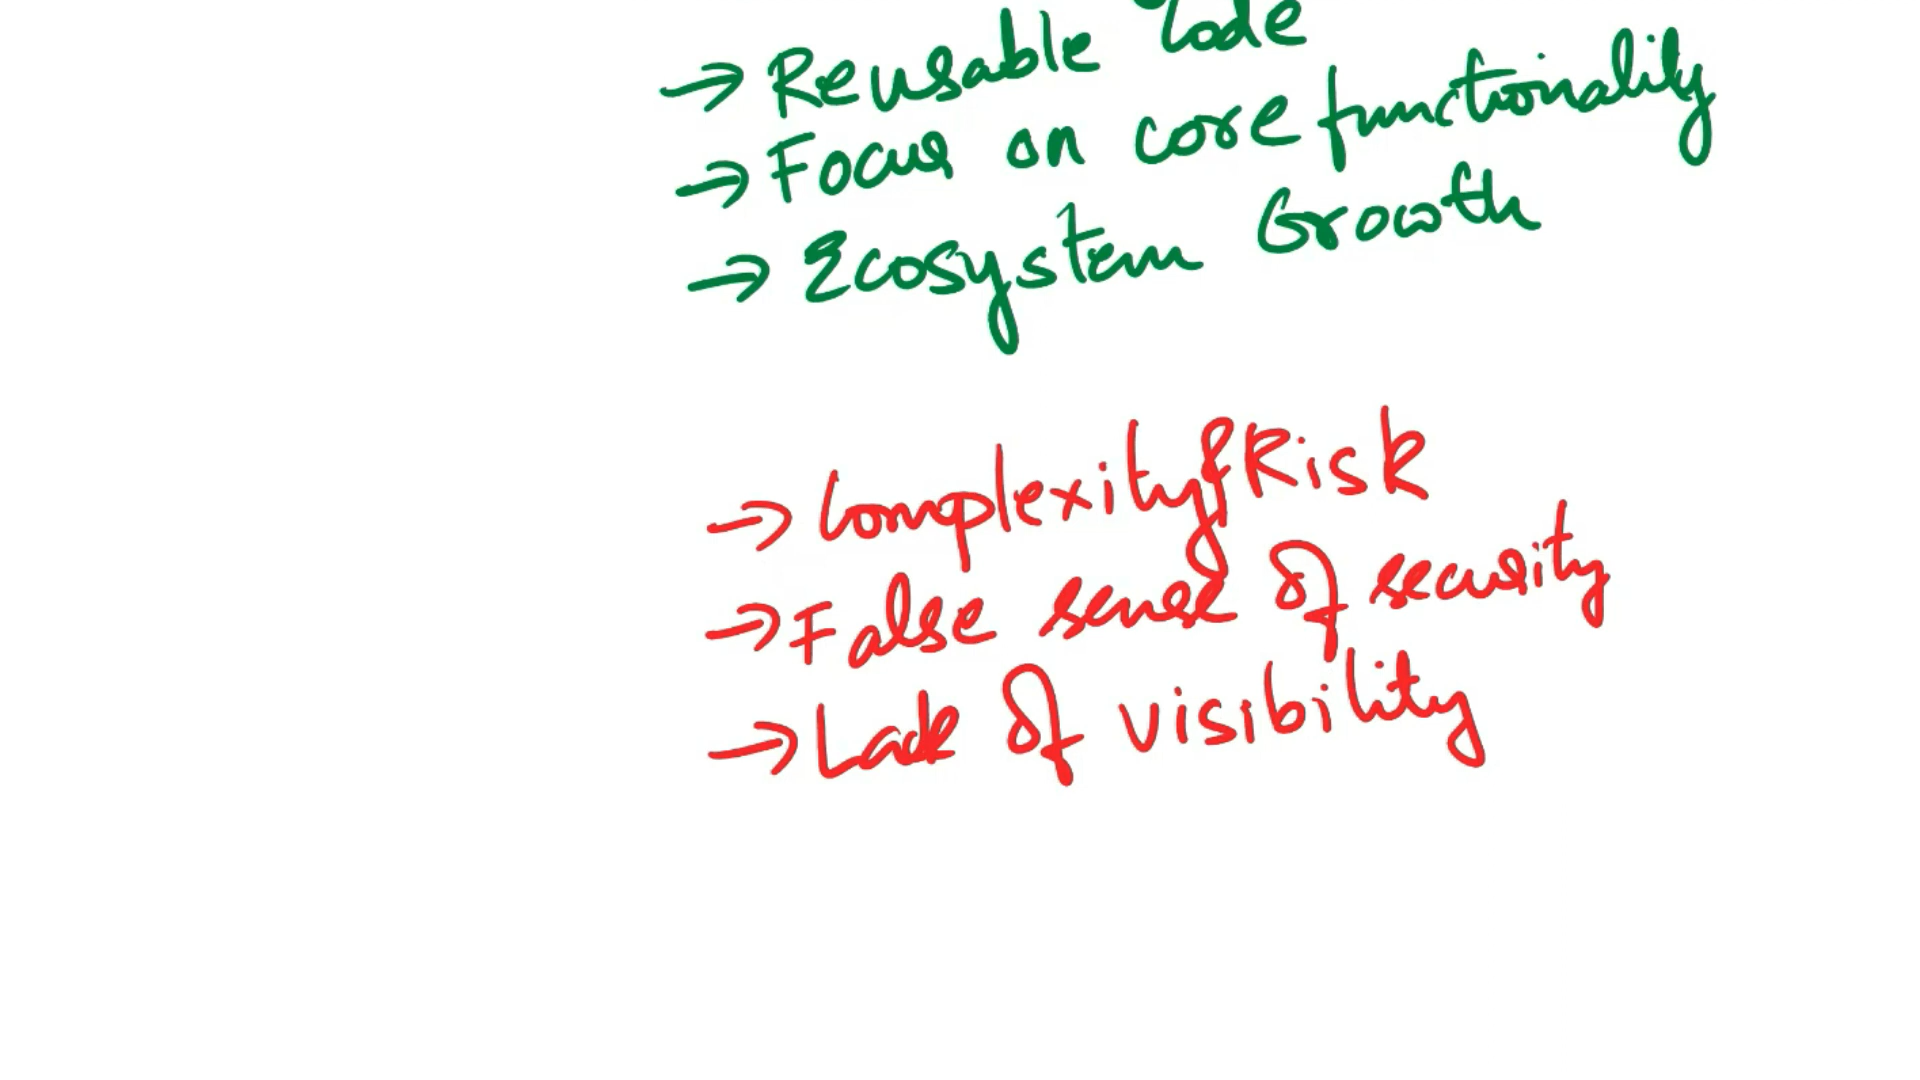 → Reusable Code
→ Focus on core functionality
→ Ecosystem Growth
→ Complexity & Risk
→ False sense of security
→ Lack of visibility